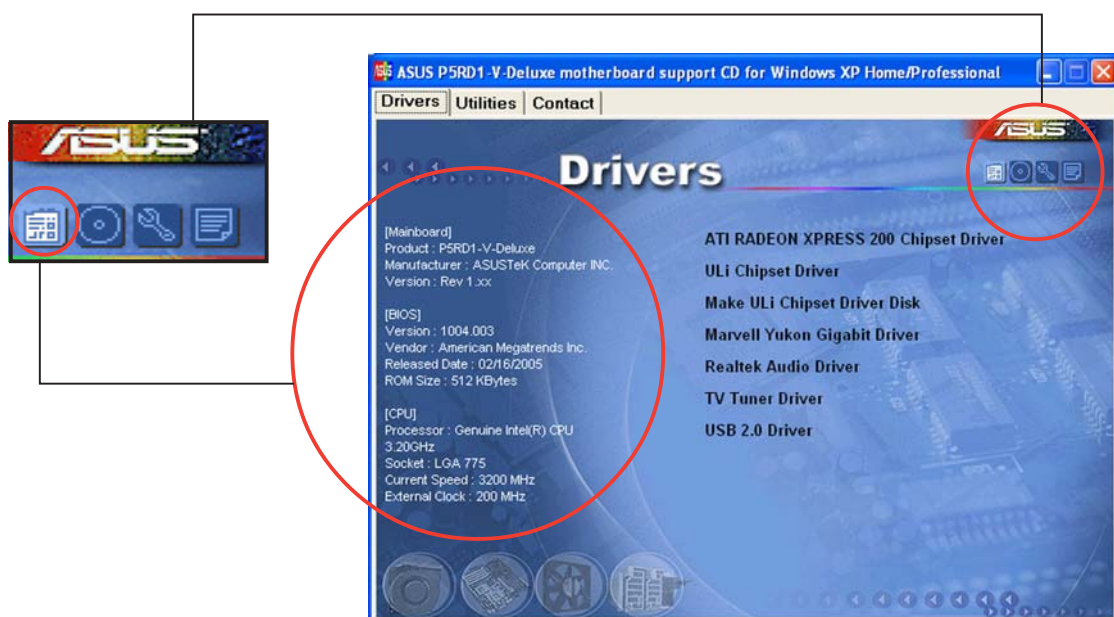 ASUS
ASUS P5RD1-V-Deluxe motherboard support CD for Windows XP Home/Professional
Drivers Utilities Contact
ASUS
Drivers
[Mainboard]
Product : P5RD1-V-Deluxe
Manufacturer : ASUSTeK Computer INC.
Version : Rev 1.xx
[BIOS]
Version : 1004.003
Vendor : American Megatrends Inc.
Released Date : 02/16/2005
ROM Size : 512 KBytes
[CPU]
Processor : Genuine Intel(R) CPU
3.20GHz
Socket : LGA 775
Current Speed : 3200 MHz
External Clock : 200 MHz
ATI RADEON XPRESS 200 Chipset Driver
ULi Chipset Driver
Make ULi Chipset Driver Disk
Marvell Yukon Gigabit Driver
Realtek Audio Driver
TV Tuner Driver
USB 2.0 Driver